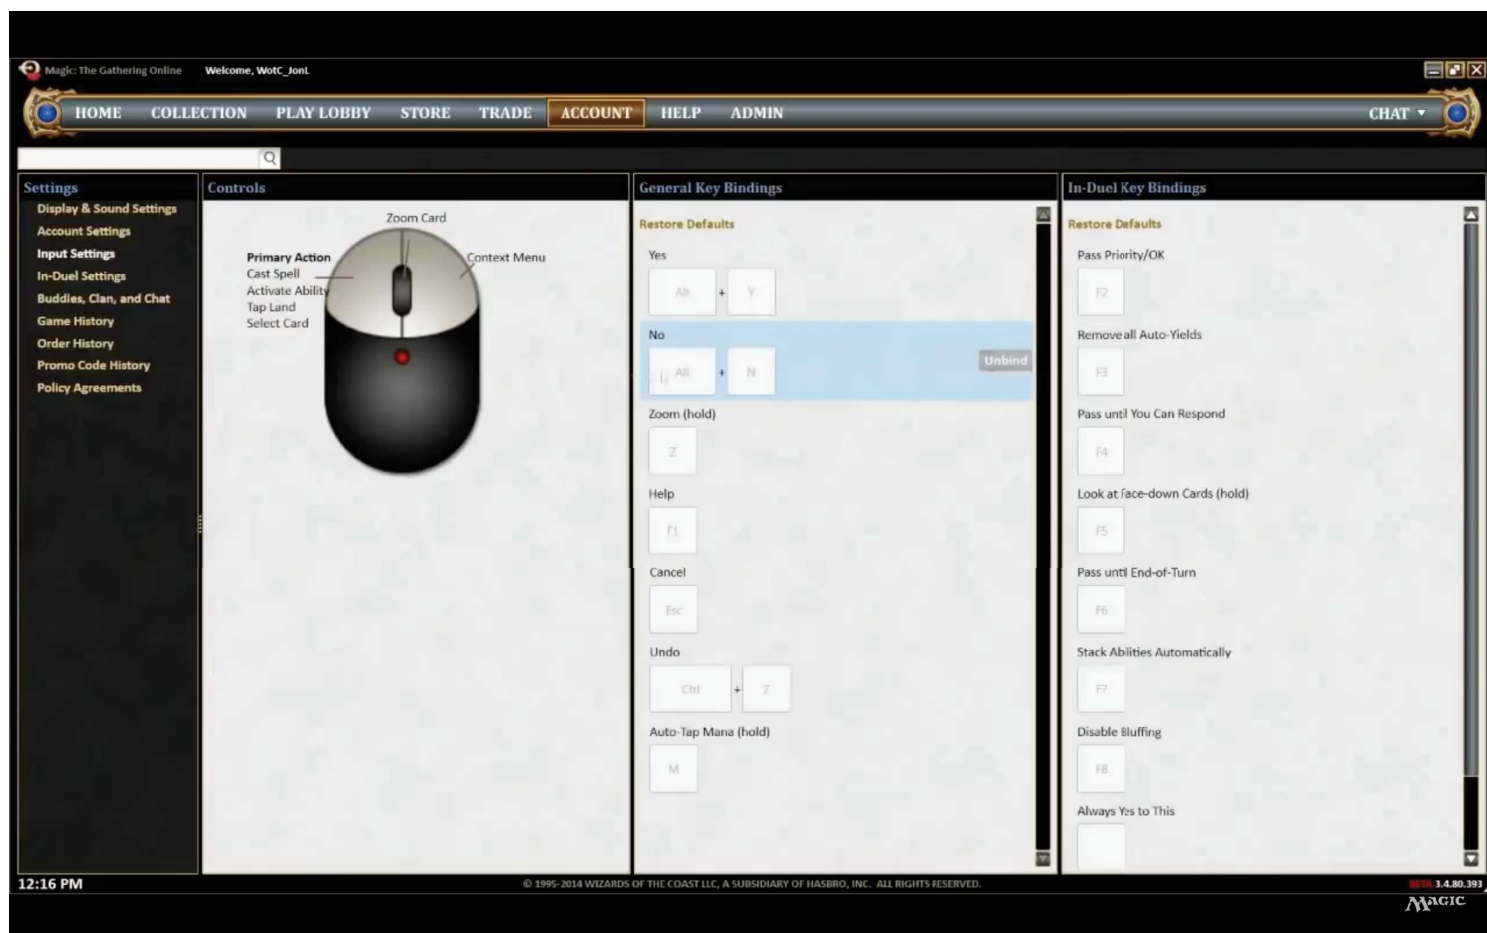 Magic: The Gathering Online Welcome, WotC_JonL
HOME COLLECTION PLAY LOBBY STORE TRADE ACCOUNT HELP ADMIN CHAT
Settings
Display & Sound Settings
Account Settings
Input Settings
In-Duel Settings
Buddies, Clan, and Chat
Game History
Order History
Promo Code History
Policy Agreements
Controls
Zoom Card
Primary Action
Cast Spell
Activate Ability
Tap Land
Select Card
Context Menu
General Key Bindings
Restore Defaults
Yes
Alt + Y
No
Alt + N
Unbind
Zoom (hold)
Z
Help
F1
Cancel
Esc
Undo
Ctrl + Z
Auto-Tap Mana (hold)
M
In-Duel Key Bindings
Restore Defaults
Pass Priority/OK
F2
Remove all Auto-Yields
F3
Pass until You Can Respond
F4
Look at face-down Cards (hold)
F5
Pass until End-of-Turn
F6
Stack Abilities Automatically
F7
Disable Bluffing
F8
Always Yes to This
12:16 PM
© 1995-2014 WIZARDS OF THE COAST LLC, A SUBSIDIARY OF HASBRO, INC. ALL RIGHTS RESERVED.
BETA 3.4.80.393
MAGIC